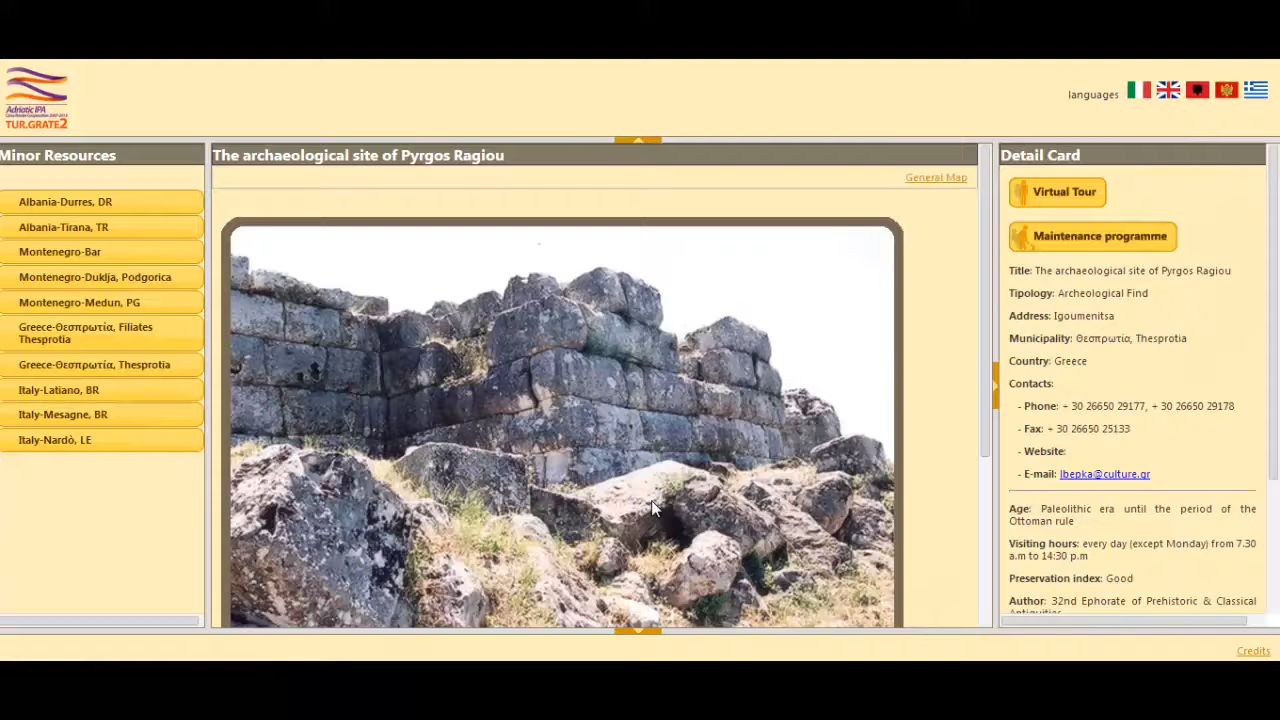 Adriatic IPA
TUR.GRATE2
languages
Minor Resources
Albania-Durres, DR
Albania-Tirana, TR
Montenegro-Bar
Montenegro-Duklja, Podgorica
Montenegro-Medun, PG
Greece-Θεσπρωτία, Filiates
Thesprotia
Greece-Θεσπρωτία, Thesprotia
Italy-Latiano, BR
Italy-Mesagne, BR
Italy-Nardò, LE
The archaeological site of Pyrgos Ragiou
General Map
Detail Card
Virtual Tour
Maintenance programme
Title: The archaeological site of Pyrgos Ragiou
Tipology: Archeological Find
Address: Igoumenitsa
Municipality: Θεσπρωτία, Thesprotia
Country: Greece
Contacts:
- Phone: + 30 26650 29177, + 30 26650 29178
- Fax: + 30 26650 25133
- Website:
- E-mail: lbepka@culture.gr
Age: Paleolithic era until the period of the
Ottoman rule
Visiting hours: every day (except Monday) from 7.30
a.m to 14:30 p.m
Preservation index: Good
Author: 32nd Ephorate of Prehistoric & Classical
Antiquities
Credits